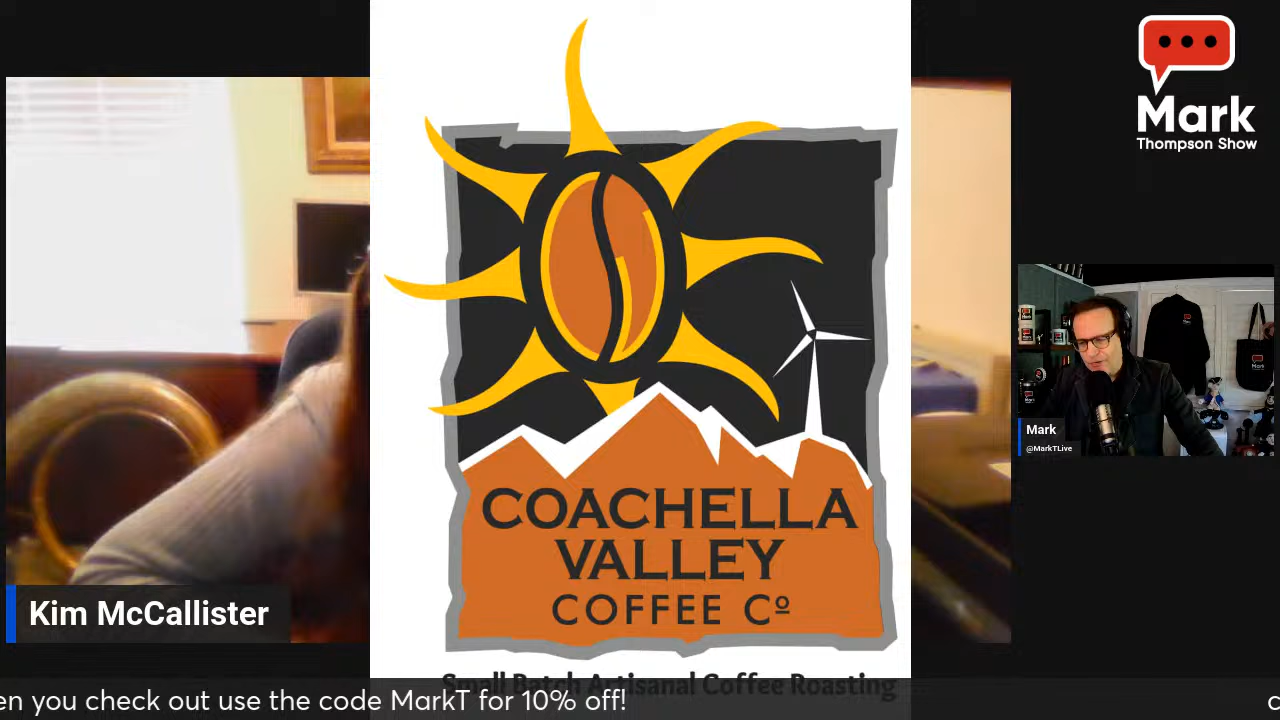 Mark
Thompson Show
COACHELLA
VALLEY
COFFEE Cº
Mark
@MarkTLive
Kim McCallister
Small Batch Artisanal Coffee Roasting
en you check out use the code MarkT for 10% off!